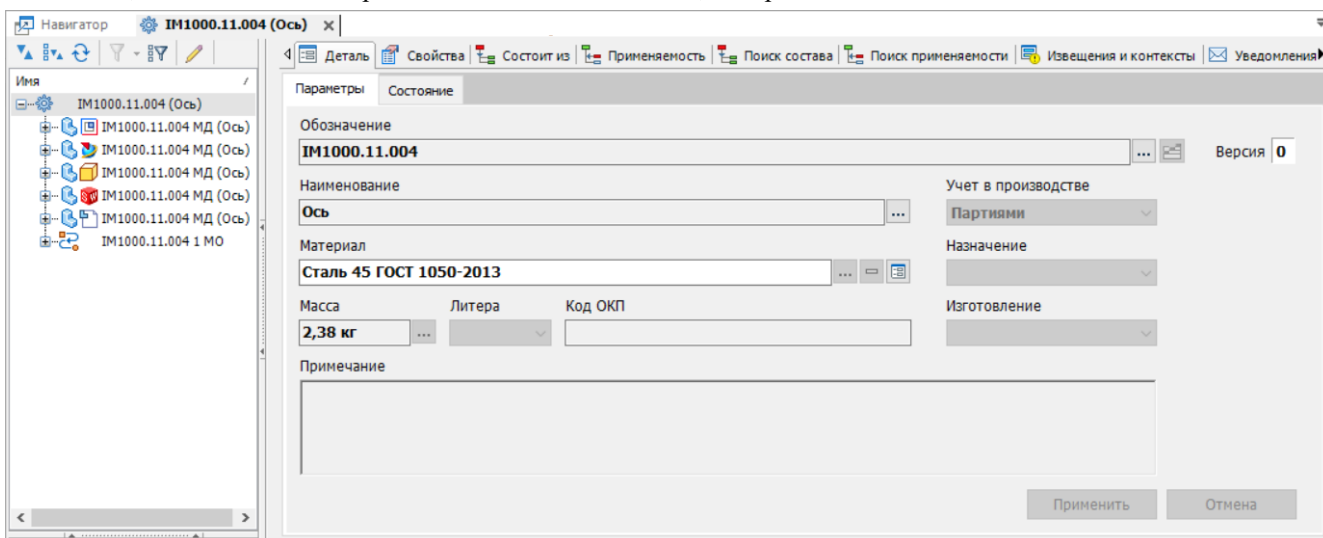 Навигатор IM1000.11.004 (Ось)
Деталь Свойства Состоит из Применяемость Поиск состава Поиск применяемости Извещения и контексты Уведомления
Имя
IM1000.11.004 (Ось)
IM1000.11.004 МД (Ось)
IM1000.11.004 МД (Ось)
IM1000.11.004 МД (Ось)
IM1000.11.004 МД (Ось)
IM1000.11.004 МД (Ось)
IM1000.11.004 1 МО
Параметры Состояние
Обозначение
IM1000.11.004 ... Версия 0
Наименование Учет в производстве
Ось ... Партиями
Материал Назначение
Сталь 45 ГОСТ 1050-2013 ...
Масса Литера Код ОКП Изготовление
2,38 кг ...
Примечание
Применить Отмена